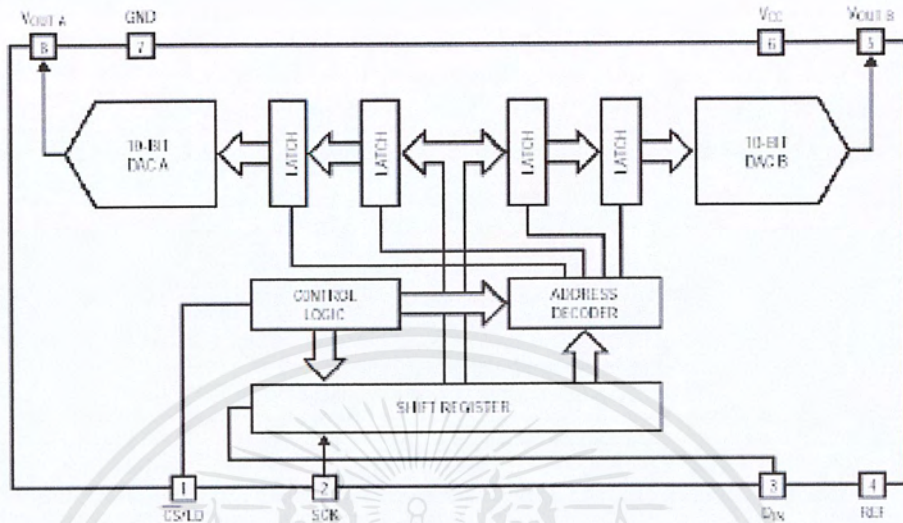 VOUT A
GND
VCC
VOUT B
8
7
6
5
10-BIT
DAC A
LATCH
LATCH
LATCH
LATCH
10-BIT
DAC B
CONTROL
LOGIC
ADDRESS
DECODER
SHIFT REGISTER
1
2
3
4
CS/LD
SCK
DIN
REF